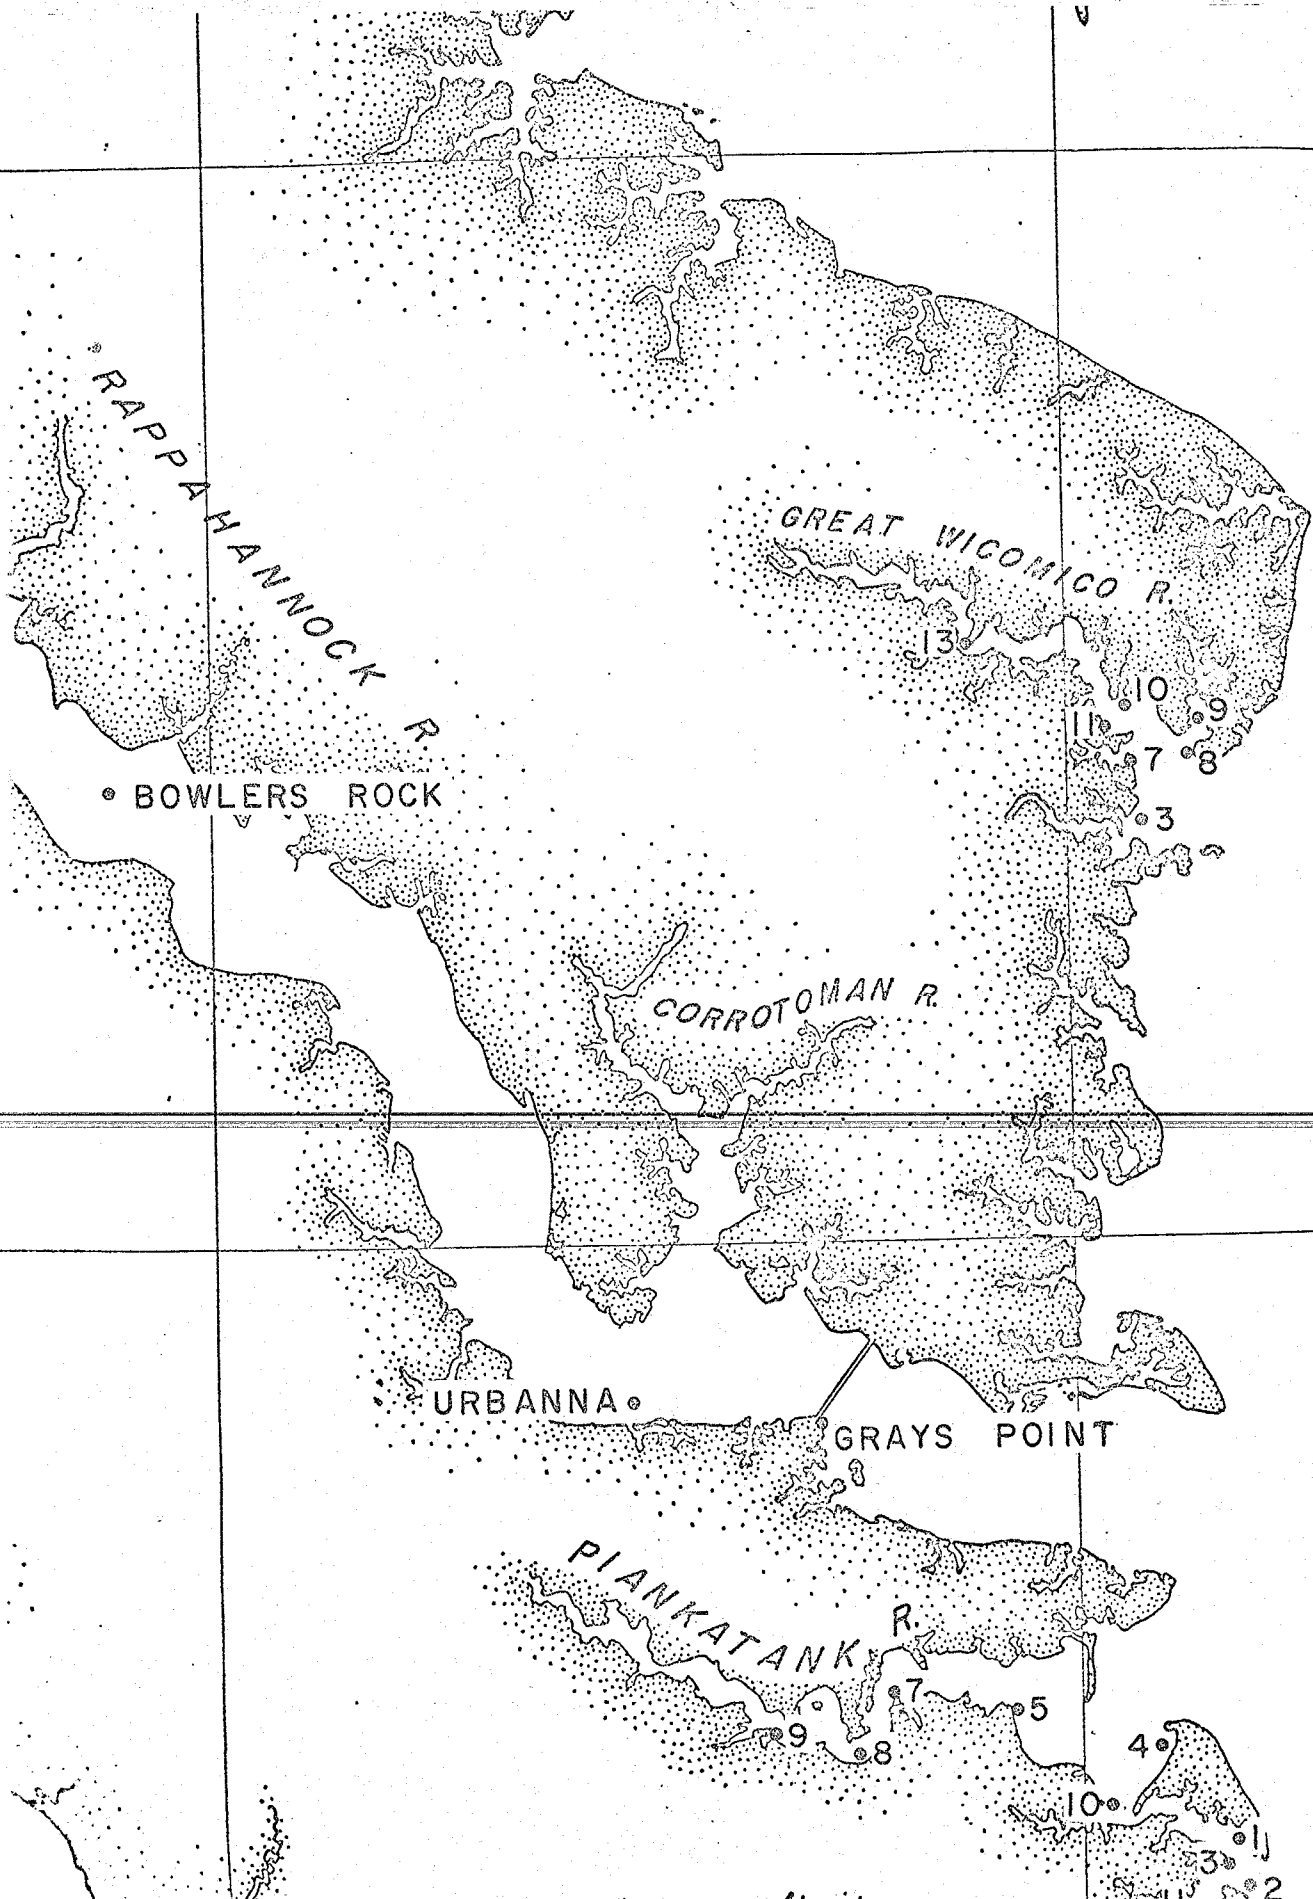 RAPPAHANNOCK R
GREAT WICOMICO R.
13
10
11
9
7
8
3
BOWLERS ROCK
CORROTOMAN R.
URBANNA
GRAYS POINT
PIANKATANK R.
7
5
9
8
4
10
1
3
2